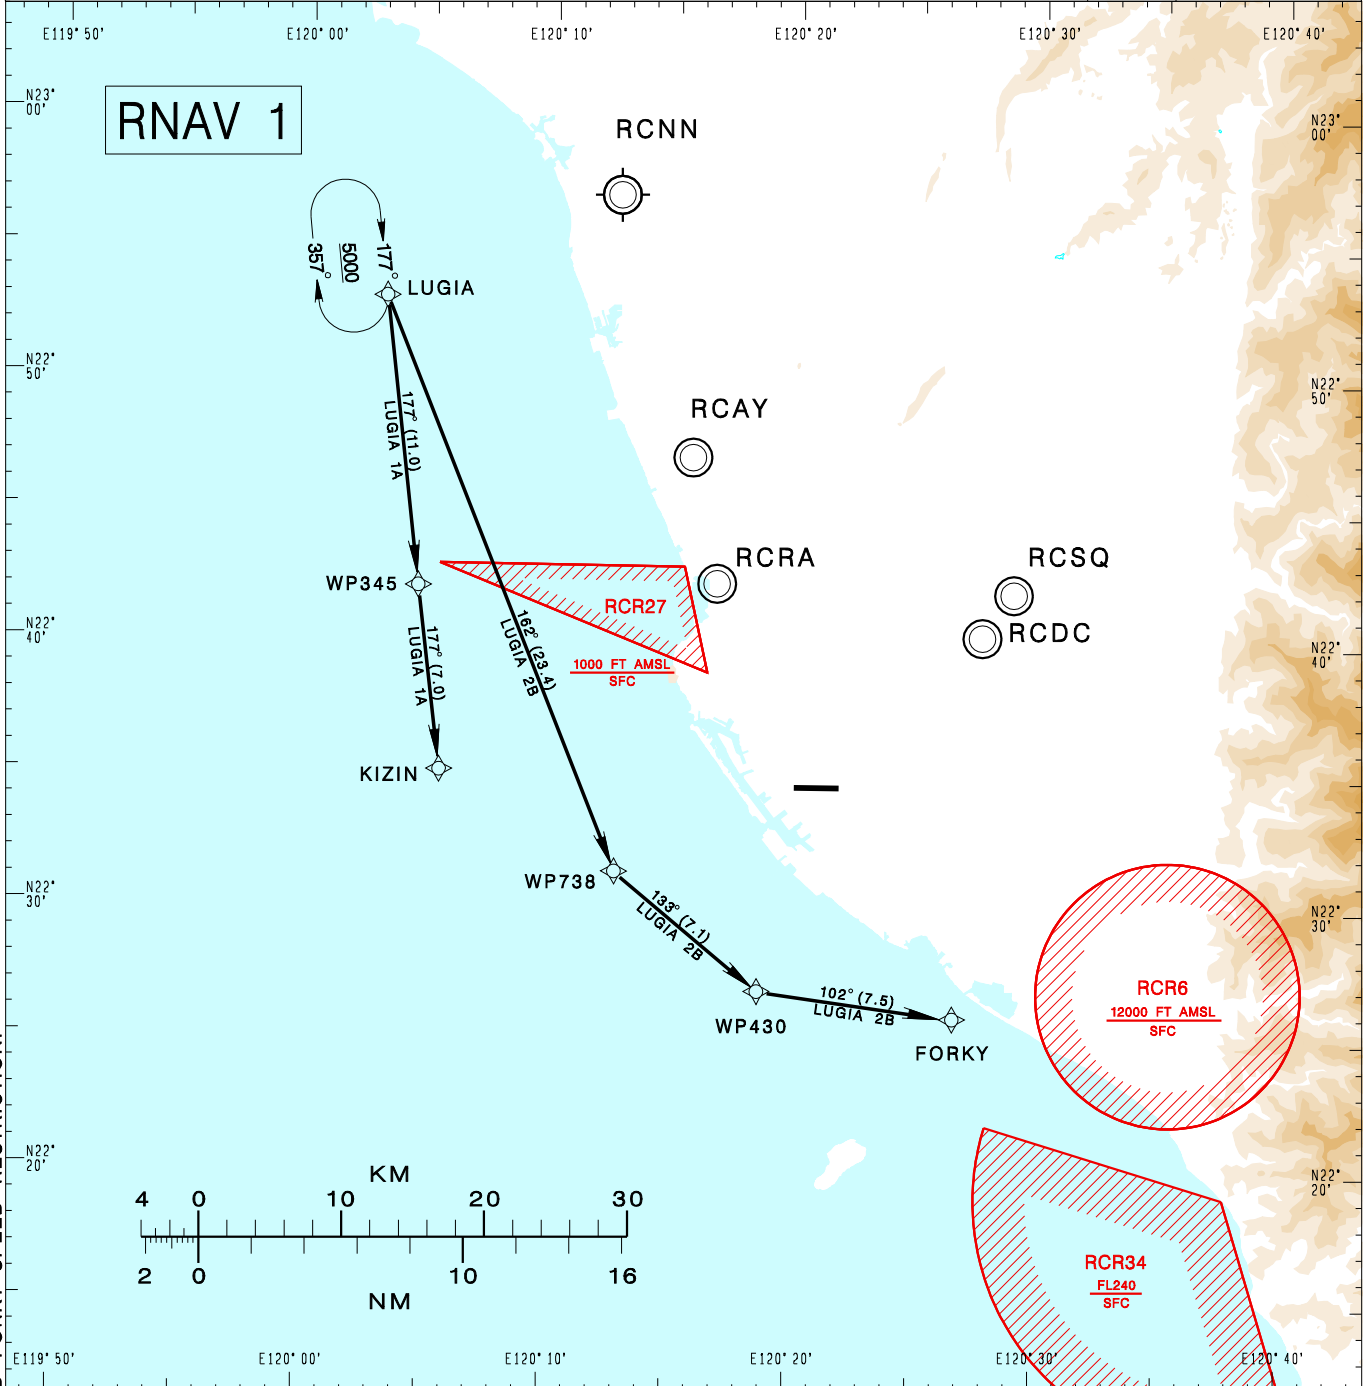 E119°50'
E120°00'
E120°10'
E120°20'
E120°30'
E120°40'
N23°
00'
RNAV 1
RCNN
N23°
00'
357°
5000
177°
LUGIA
N22°
50'
N22°
50'
177° (11.0)
LUGIA 1A
RCAY
RCRA
RCSQ
WP345
RCR27
N22°
40'
177° (7.0)
LUGIA 1A
162° (23.4)
LUGIA 2B
1000 FT AMSL
SFC
RCDC
N22°
40'
KIZIN
N22°
30'
WP738
133° (7.1)
LUGIA 2B
N22°
30'
RCR6
12000 FT AMSL
SFC
102° (7.5)
LUGIA 2B
WP430
FORKY
N22°
20'
N22°
20'
KM
4 0 10 20 30
2 0 10 16
NM
RCR34
FL240
SFC
E119°50'
E120°00'
E120°10'
E120°20'
E120°30'
E120°40'